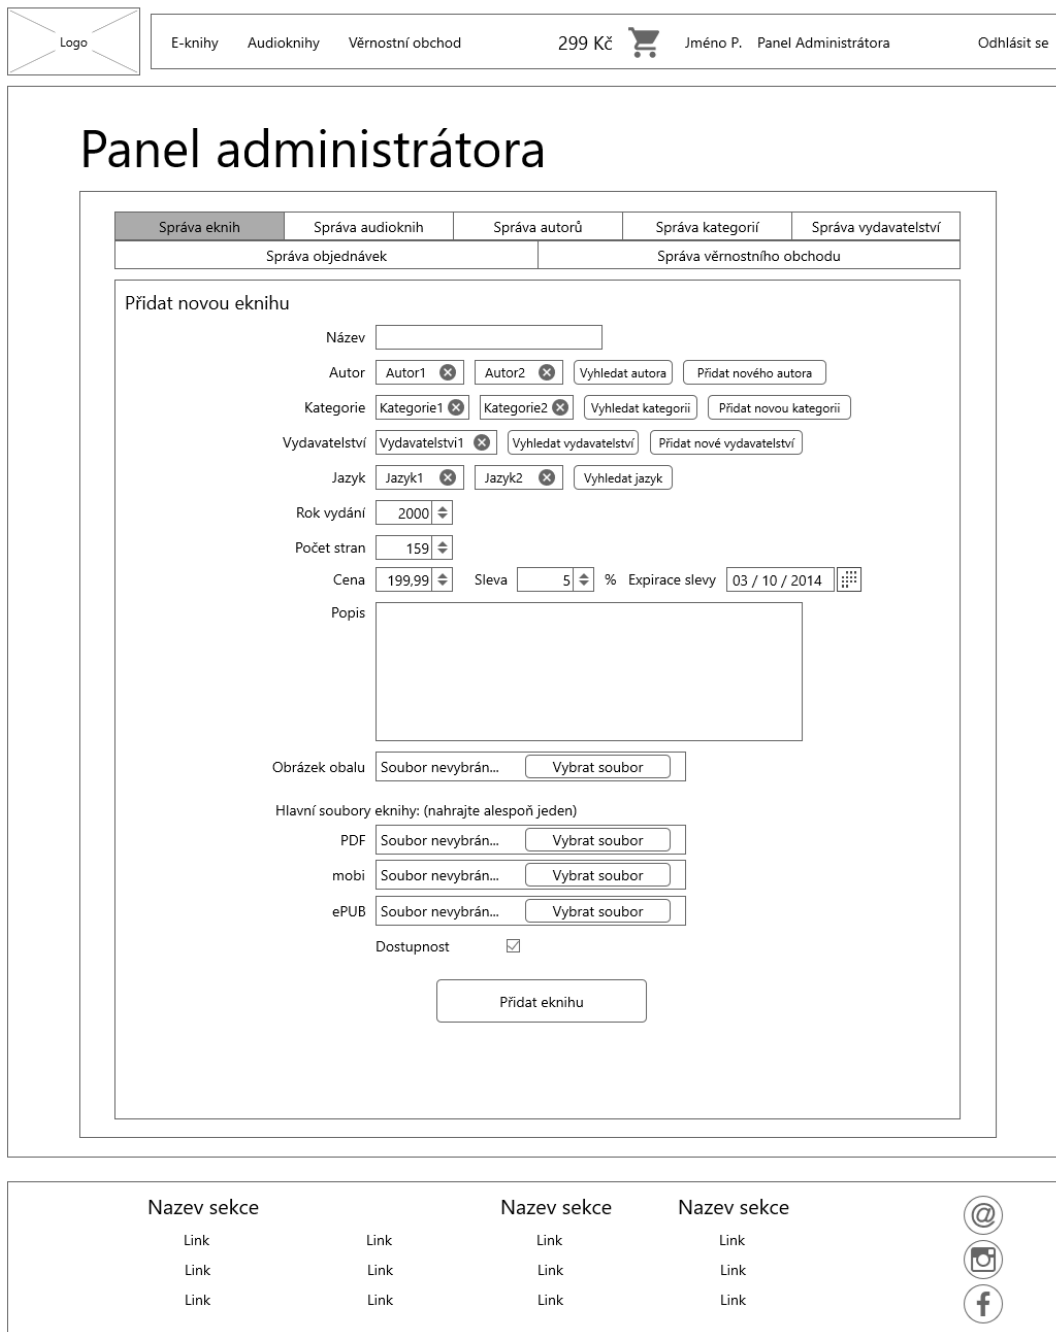 Logo
E-knihy Audioknihy Věrnostní obchod 299 Kč Jméno P. Panel Administrátora Odhlásit se
Panel administrátora
Správa eknih Správa audioknih Správa autorů Správa kategorií Správa vydavatelství
Správa objednávek Správa věrnostního obchodu
Přidat novou eknihu
Název
Autor Autor1 Autor2 Vyhledat autora Přidat nového autora
Kategorie Kategorie1 Kategorie2 Vyhledat kategorii Přidat novou kategorii
Vydavatelství Vydavatelstvi1 Vyhledat vydavatelství Přidat nové vydavatelství
Jazyk Jazyk1 Jazyk2 Vyhledat jazyk
Rok vydání 2000
Počet stran 159
Cena 199,99 Sleva 5 % Expirace slevy 03 / 10 / 2014
Popis
Obrázek obalu Soubor nevybrán... Vybrat soubor
Hlavní soubory eknihy: (nahrajte alespoň jeden)
PDF Soubor nevybrán... Vybrat soubor
mobi Soubor nevybrán... Vybrat soubor
ePUB Soubor nevybrán... Vybrat soubor
Dostupnost
Přidat eknihu
Nazev sekce Nazev sekce Nazev sekce
Link Link Link Link
Link Link Link Link
Link Link Link Link